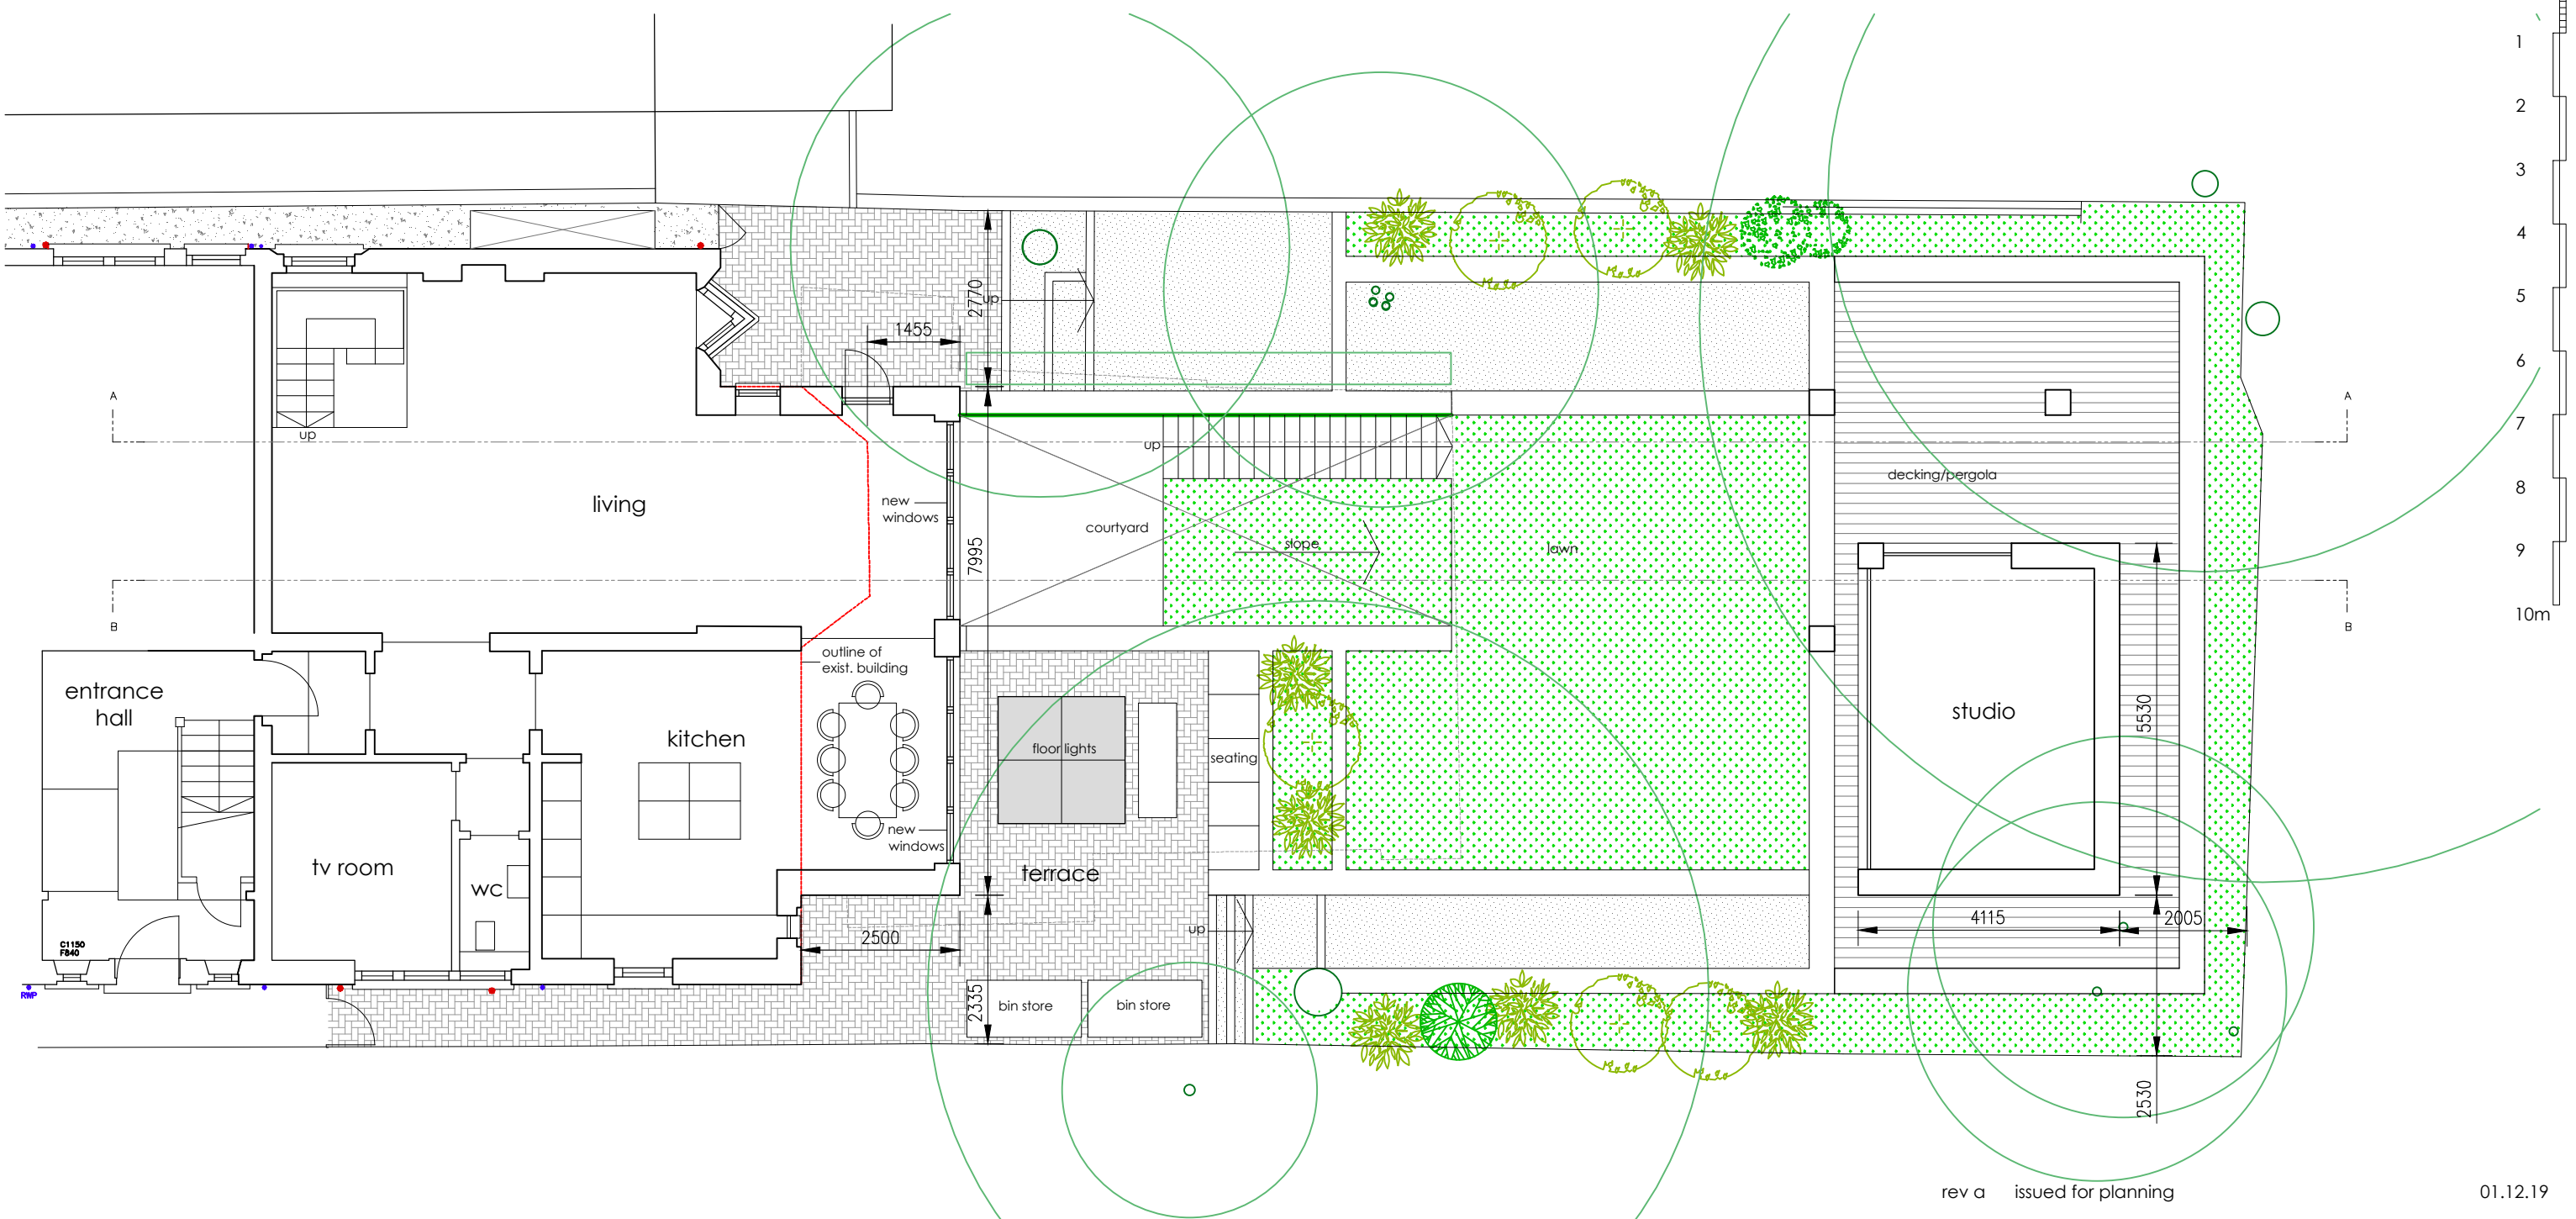 1
2
3
4
5
6
7
8
9
10m
2770
up
1455
A
A
up
up
decking/pergola
living
new
windows
courtyard
7995
slope
lawn
B
B
outline of
exist. building
entrance
hall
kitchen
floor lights
seating
studio
5530
new
windows
tv room
wc
terrace
2500
up
4115
2005
C1150
F840
RWP
2335
bin store
bin store
2530
rev a issued for planning
01.12.19